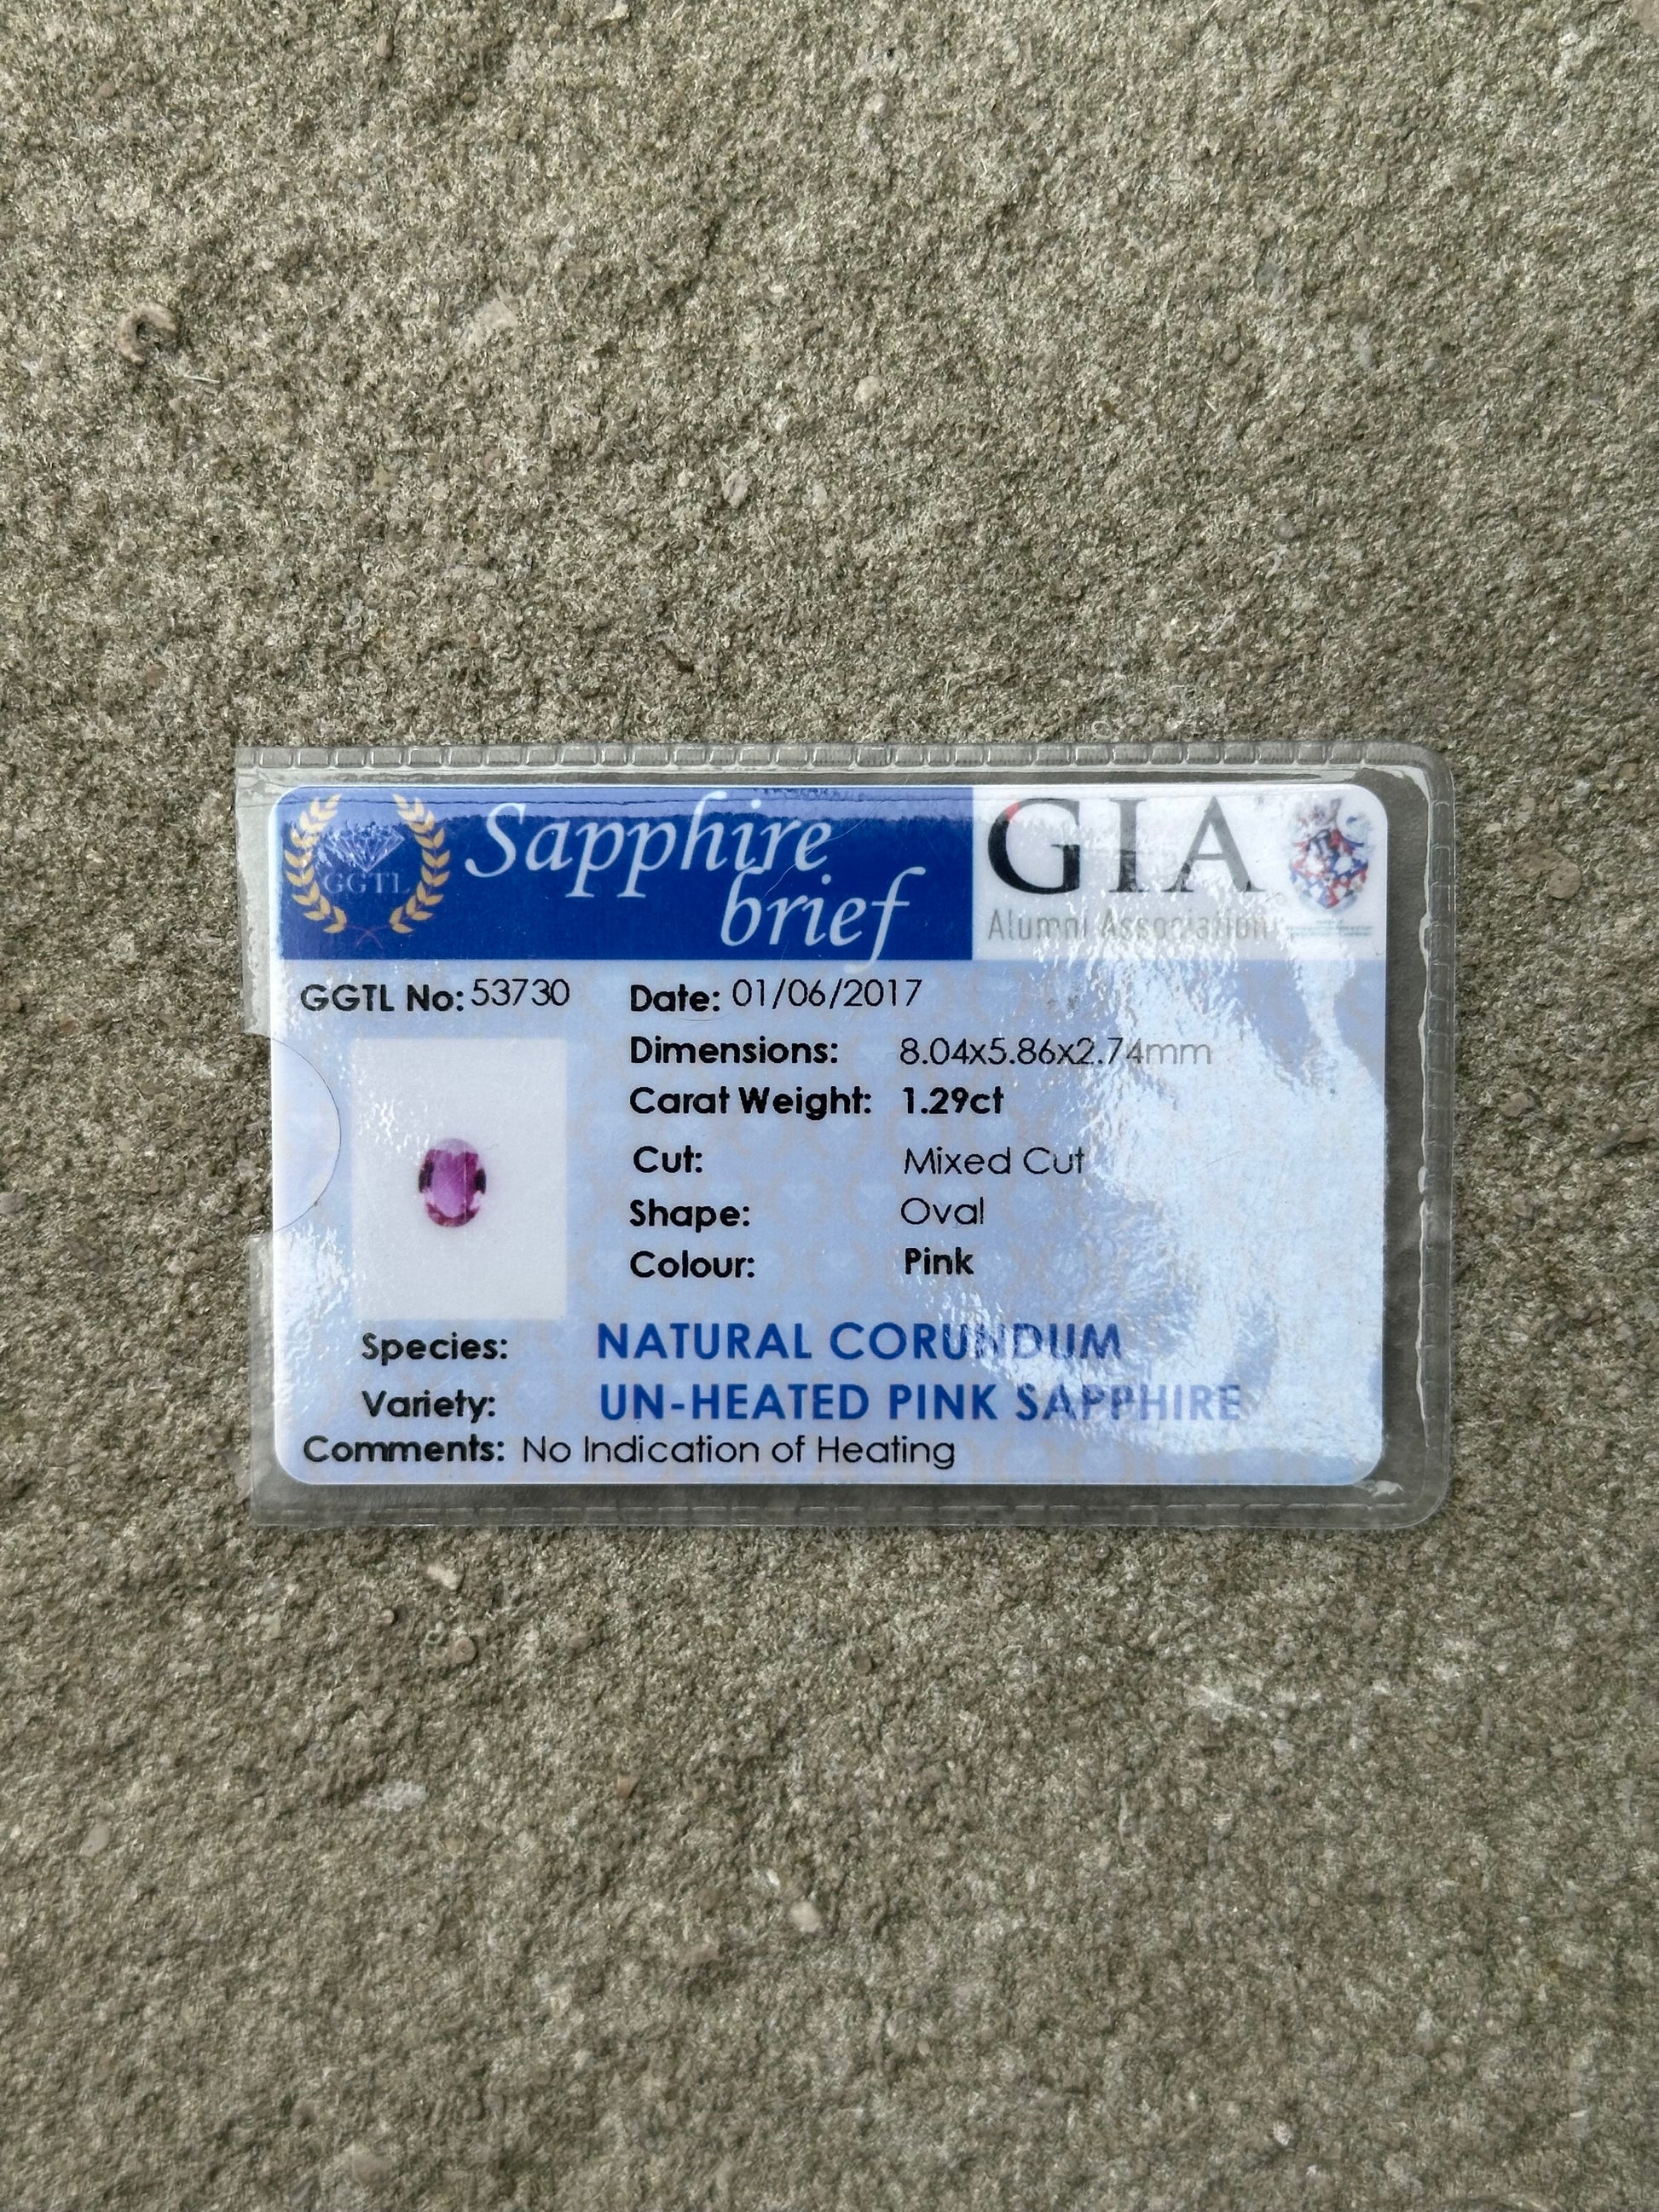 GGTL
Sapphire
brief
GIA
Alumni Association
GGTL No: 53730 Date: 01/06/2017
Dimensions: 8.04x5.86x2.74mm
Carat Weight: 1.29ct
Cut: Mixed Cut
Shape: Oval
Colour: Pink
Species: NATURAL CORUNDUM
Variety: UN-HEATED PINK SAPPHIRE
Comments: No Indication of Heating